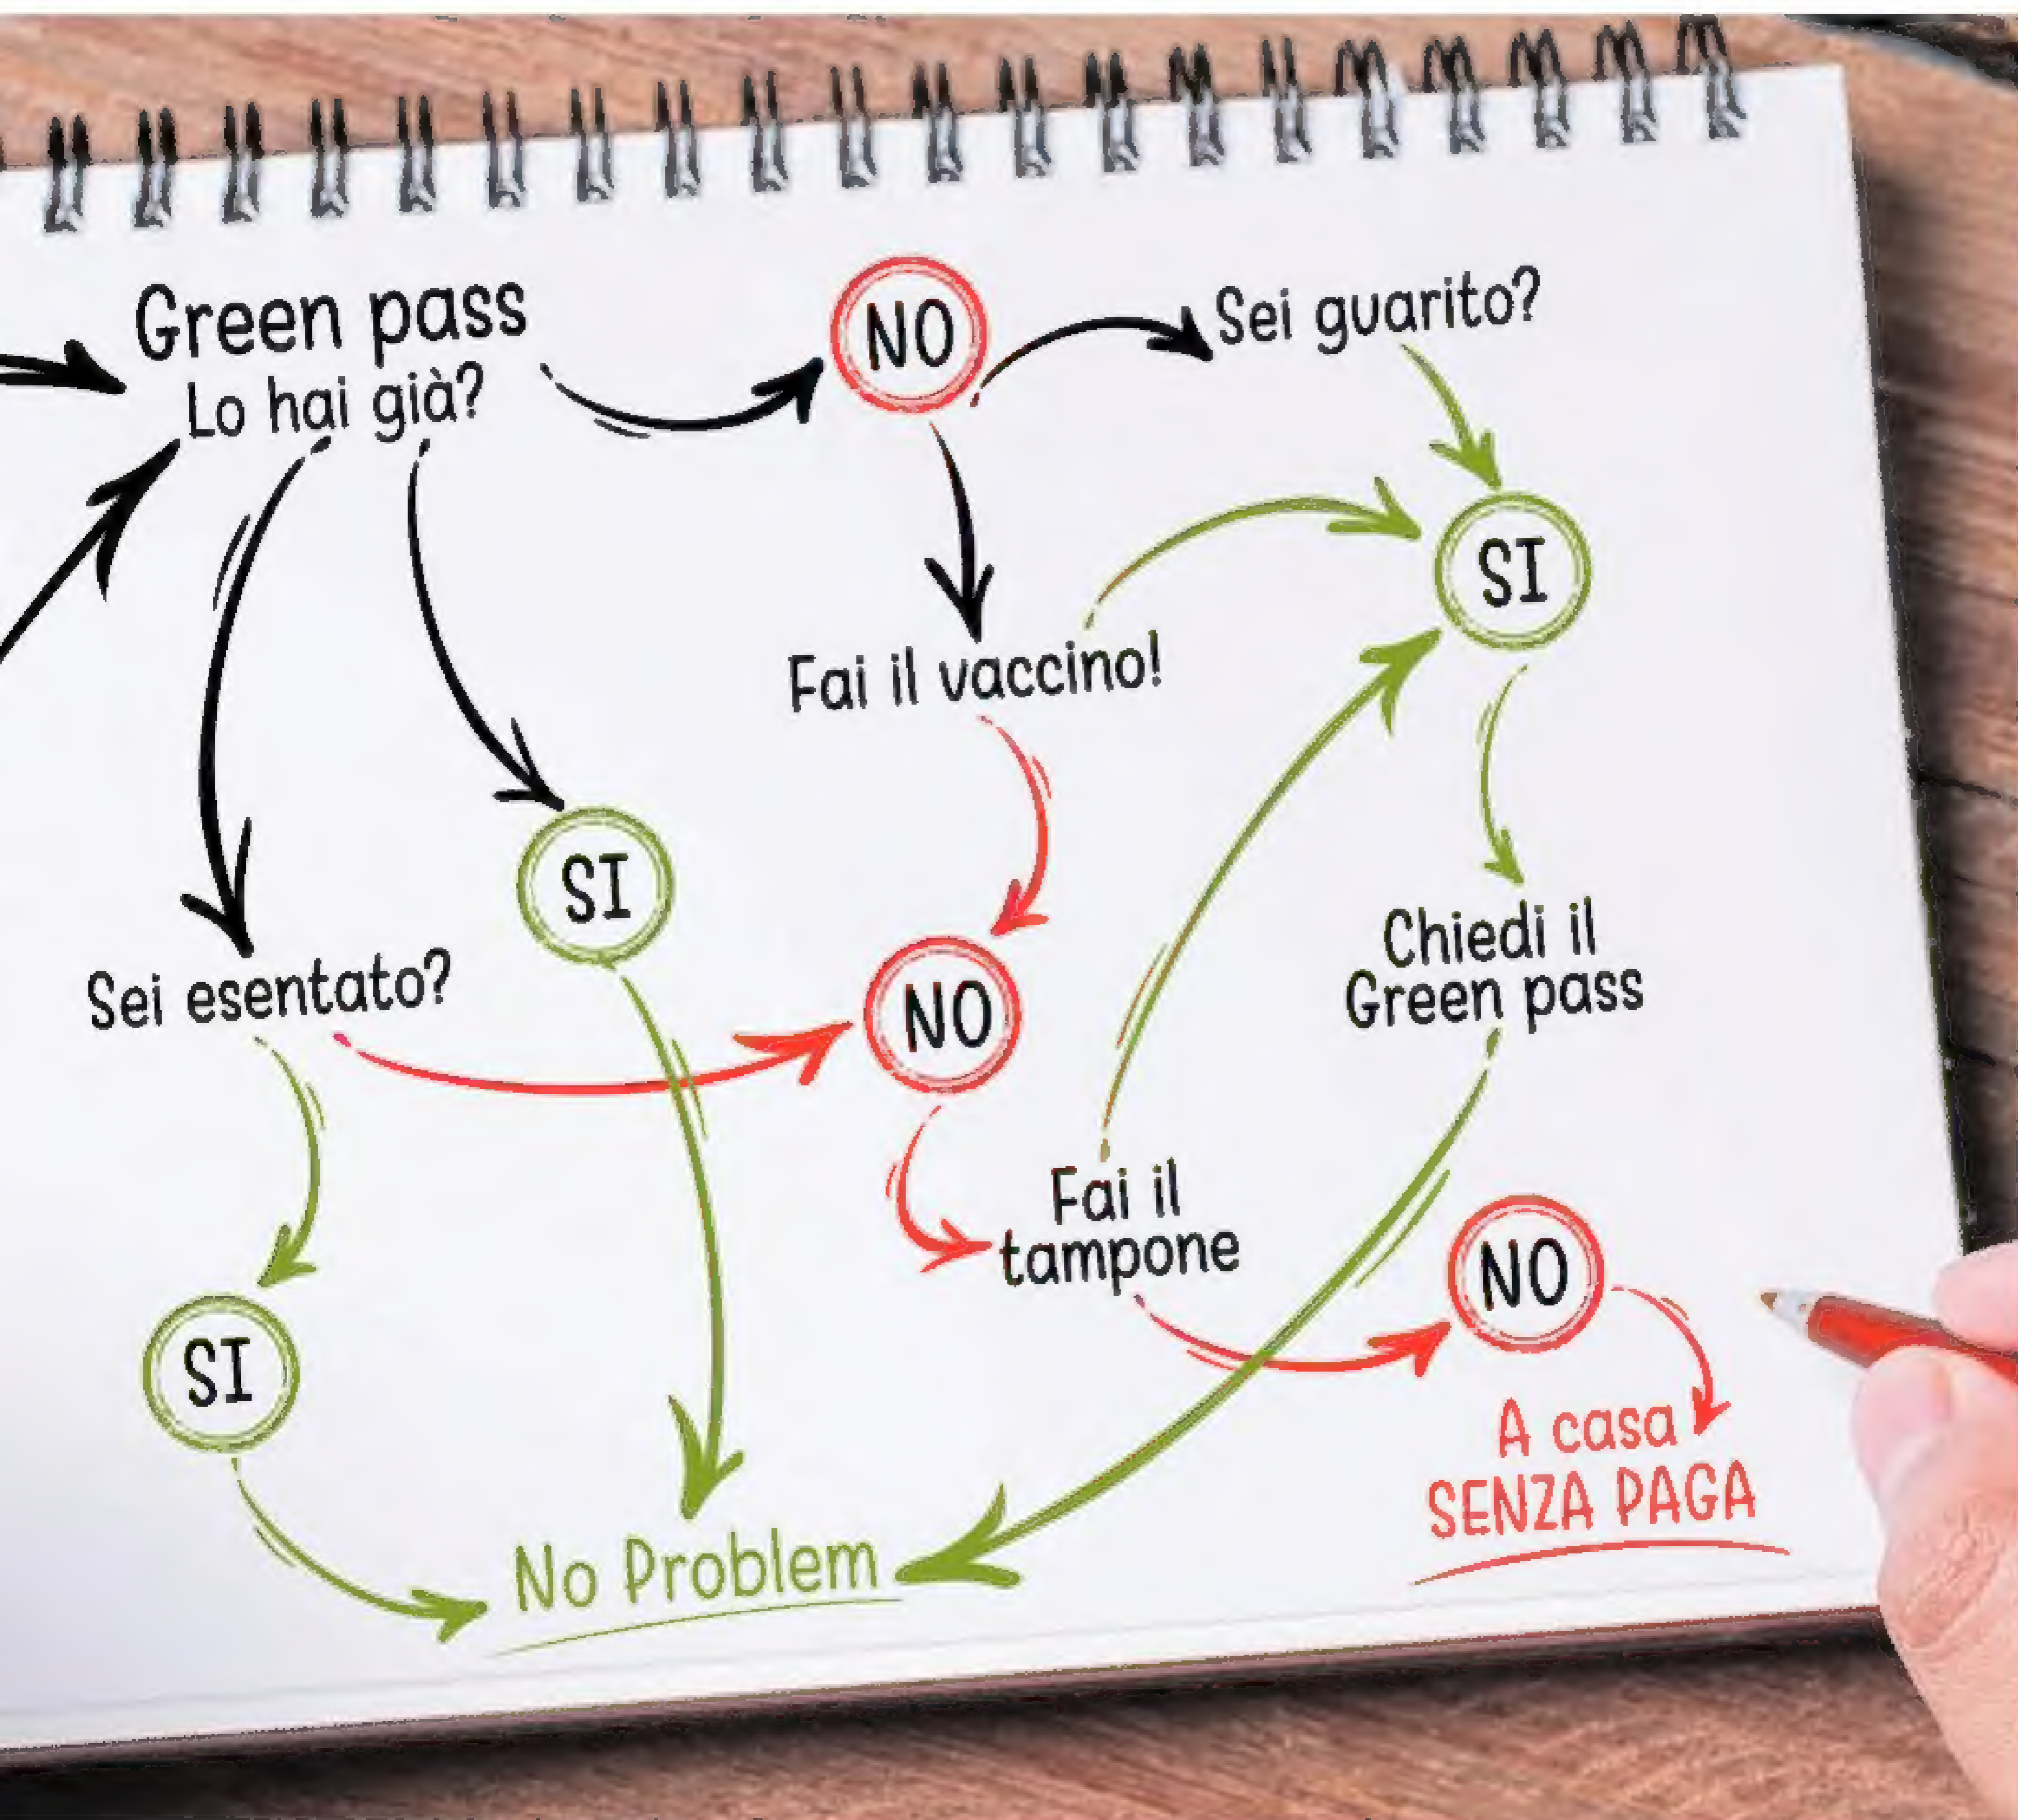 Green pass
Lo hai già?
NO
Sei guarito?
SI
Fai il vaccino!
SI
Chiedi il
Green pass
Sei esentato?
NO
Fai il
tampone
NO
SI
A casa
SENZA PAGA
No Problem